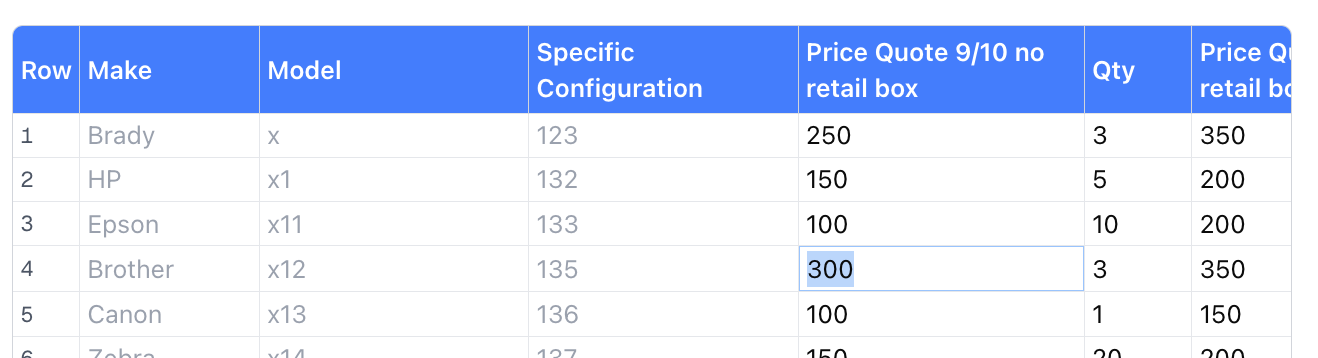 Row Make Model Specific Configuration Price Quote 9/10 no retail box Qty Price Qu retail bo
1 Brady x 123 250 3 350
2 HP x1 132 150 5 200
3 Epson x11 133 100 10 200
4 Brother x12 135 300 3 350
5 Canon x13 136 100 1 150
6 Zebra x14 137 150 20 200